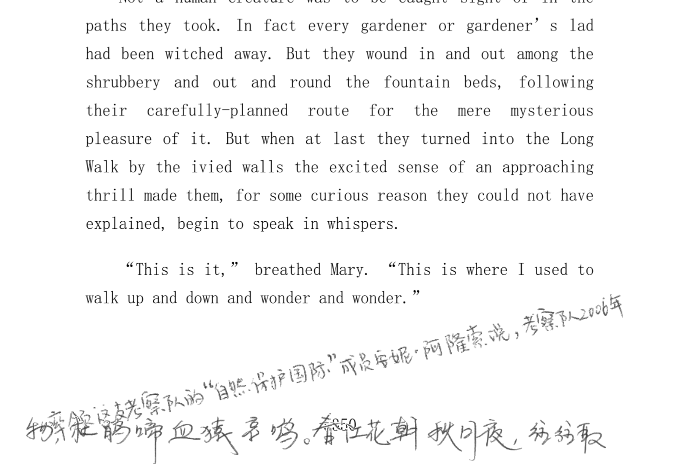 Not a human creature was to be caught sight of in the
paths they took. In fact every gardener or gardener’s lad
had been witched away. But they wound in and out among the
shrubbery and out and round the fountain beds, following
their carefully-planned route for the mere mysterious
pleasure of it. But when at last they turned into the Long
Walk by the ivied walls the excited sense of an approaching
thrill made them, for some curious reason they could not have
explained, begin to speak in whispers.
“This is it,” breathed Mary. “This is where I used to
walk up and down and wonder and wonder.”
考察队的“自然保护国际”成员安妮·阿隆索说，考察队2006年
鹃啼血猿哀鸣。春江花朝秋月夜，往往取